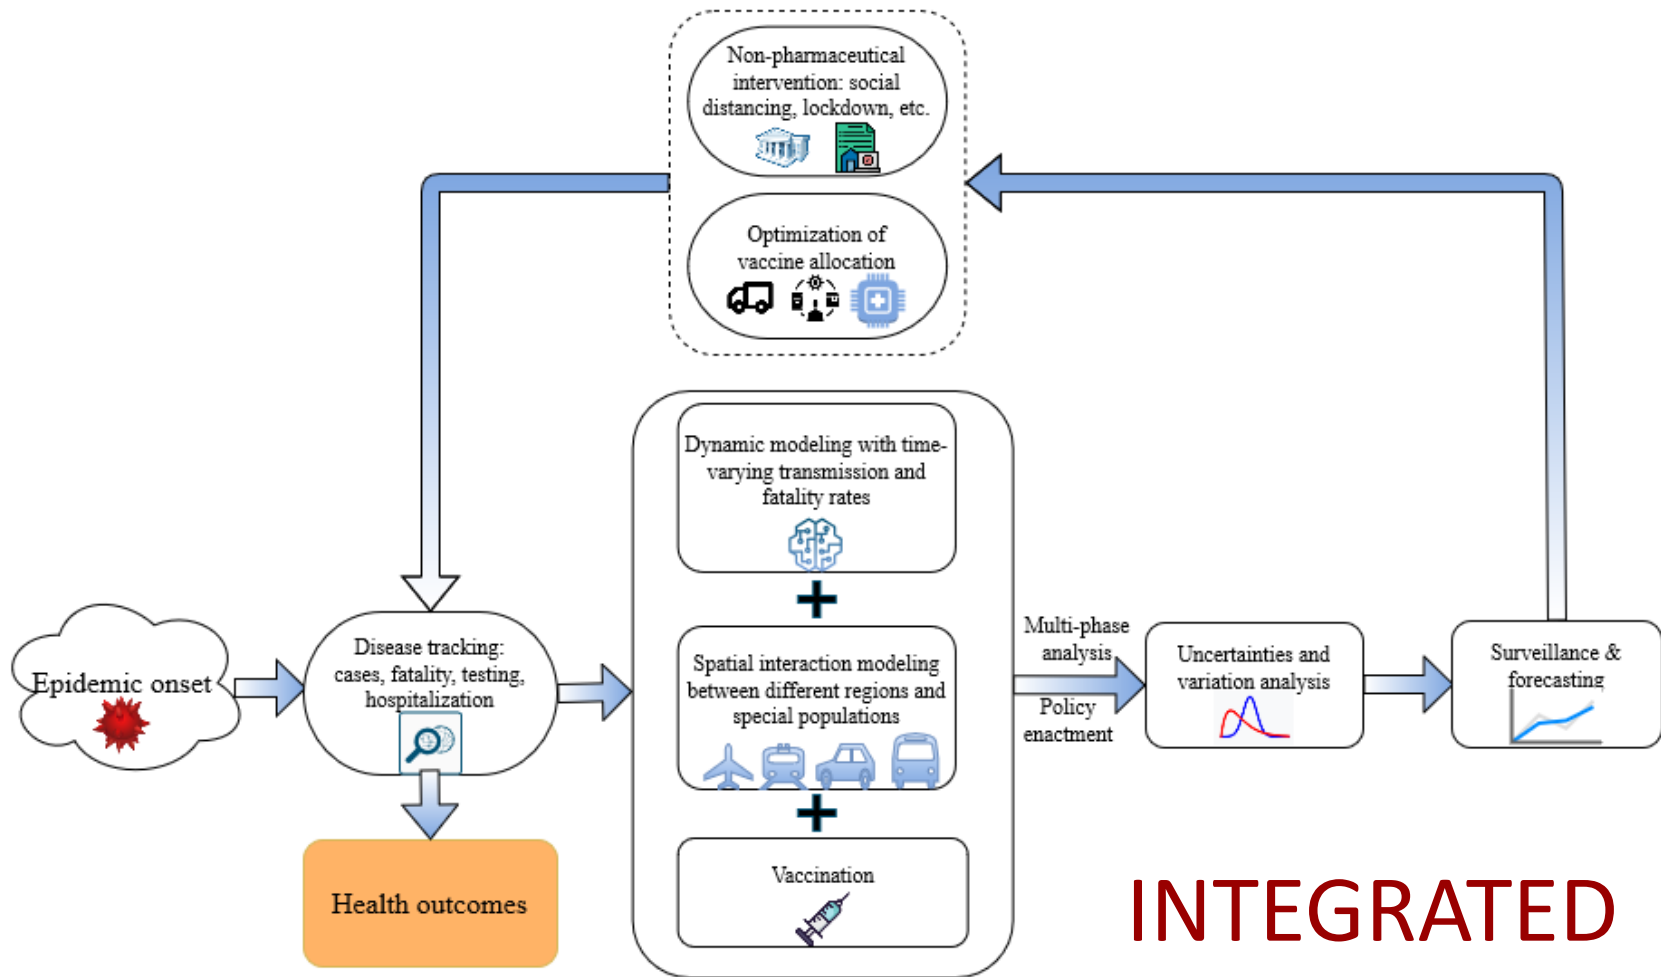 Non-pharmaceutical
intervention: social
distancing, lockdown, etc.
Optimization of
vaccine allocation
Dynamic modeling with time-
varying transmission and
fatality rates
Epidemic onset
Disease tracking:
cases, fatality, testing,
hospitalization
Spatial interaction modeling
between different regions and
special populations
Multi-phase
analysis
Policy
enactment
Uncertainties and
variation analysis
Surveillance &
forecasting
Health outcomes
Vaccination
INTEGRATED